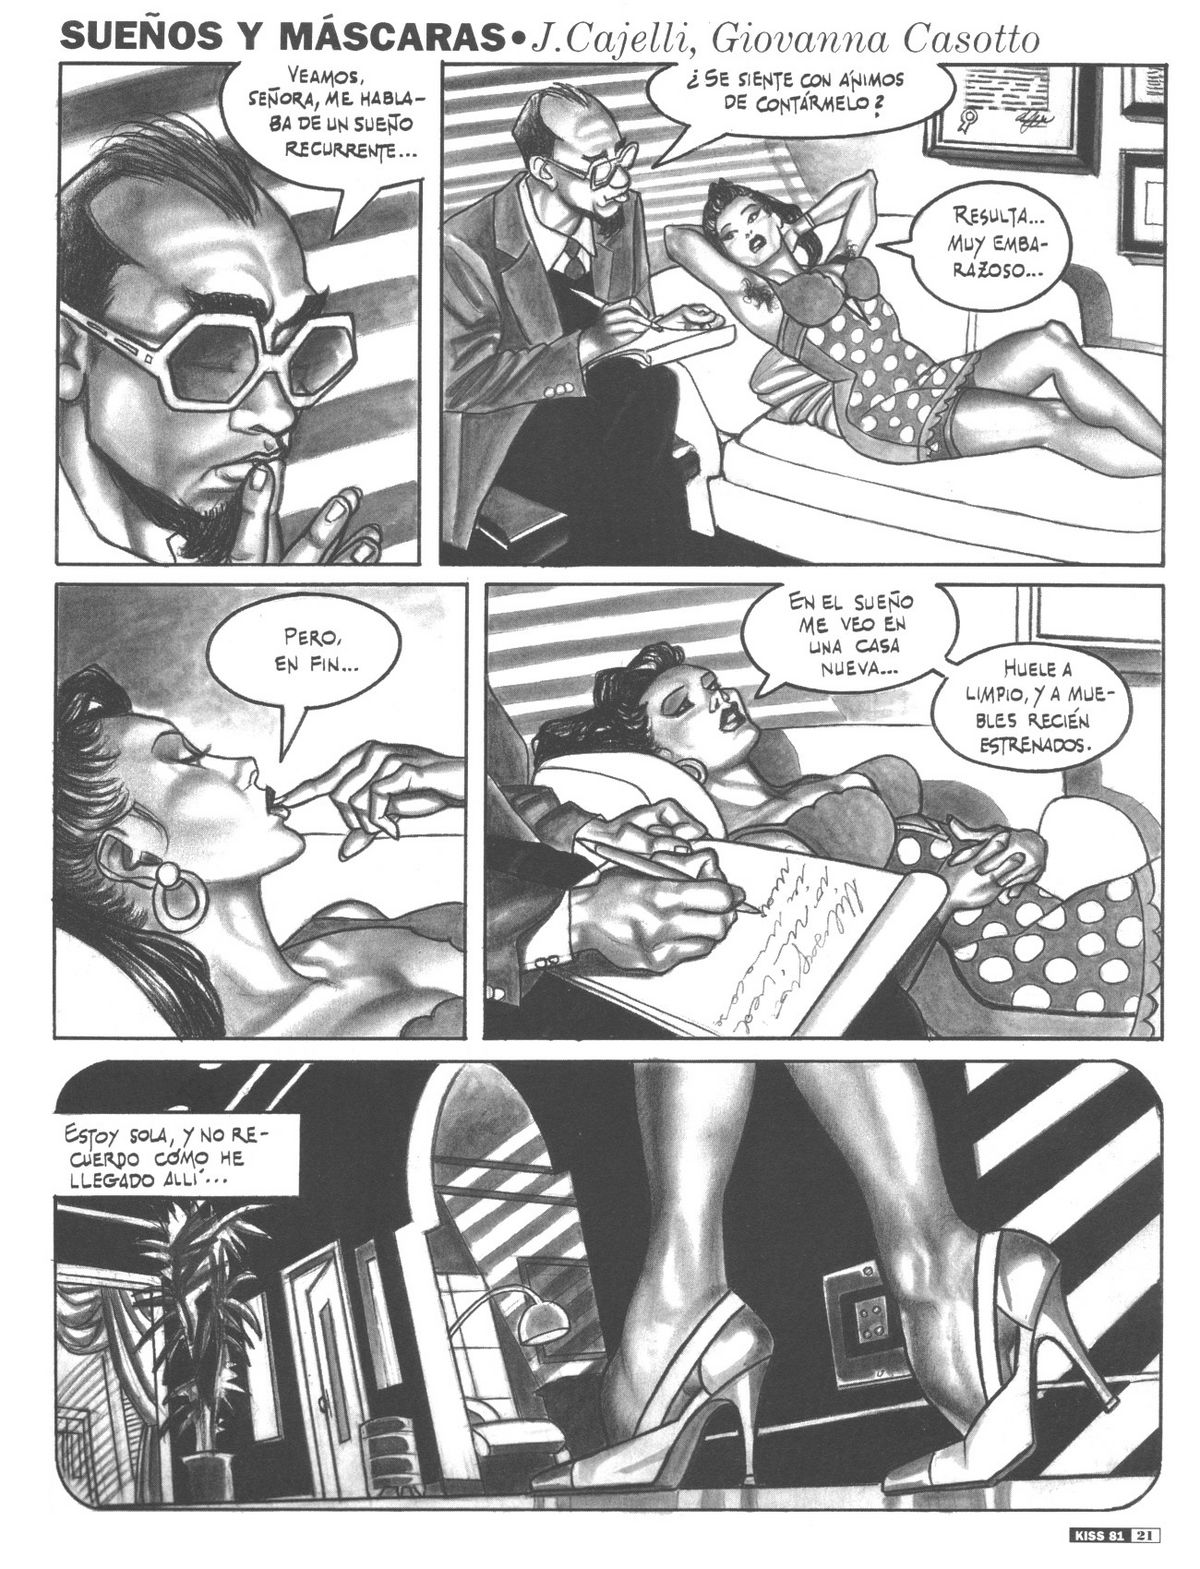 SUEÑOS Y MÁSCARAS • J.Cajelli, Giovanna Casotto
VEAMOS,
SEÑORA, ME HABLA-
BA DE UN SUEÑO
RECURRENTE...
¿SE SIENTE CON ÁNIMOS
DE CONTÁRMELO?
RESULTA...
MUY EMBA-
RAZOSO...
PERO,
EN FIN...
EN EL SUEÑO
ME VEO EN
UNA CASA
NUEVA...
HUELE A
LIMPIO, Y A MUE-
BLES RECIÉN
ESTRENADOS.
ESTOY SOLA, Y NO RE-
CUERDO CÓMO HE
LLEGADO ALLÍ...
KISS 81 21